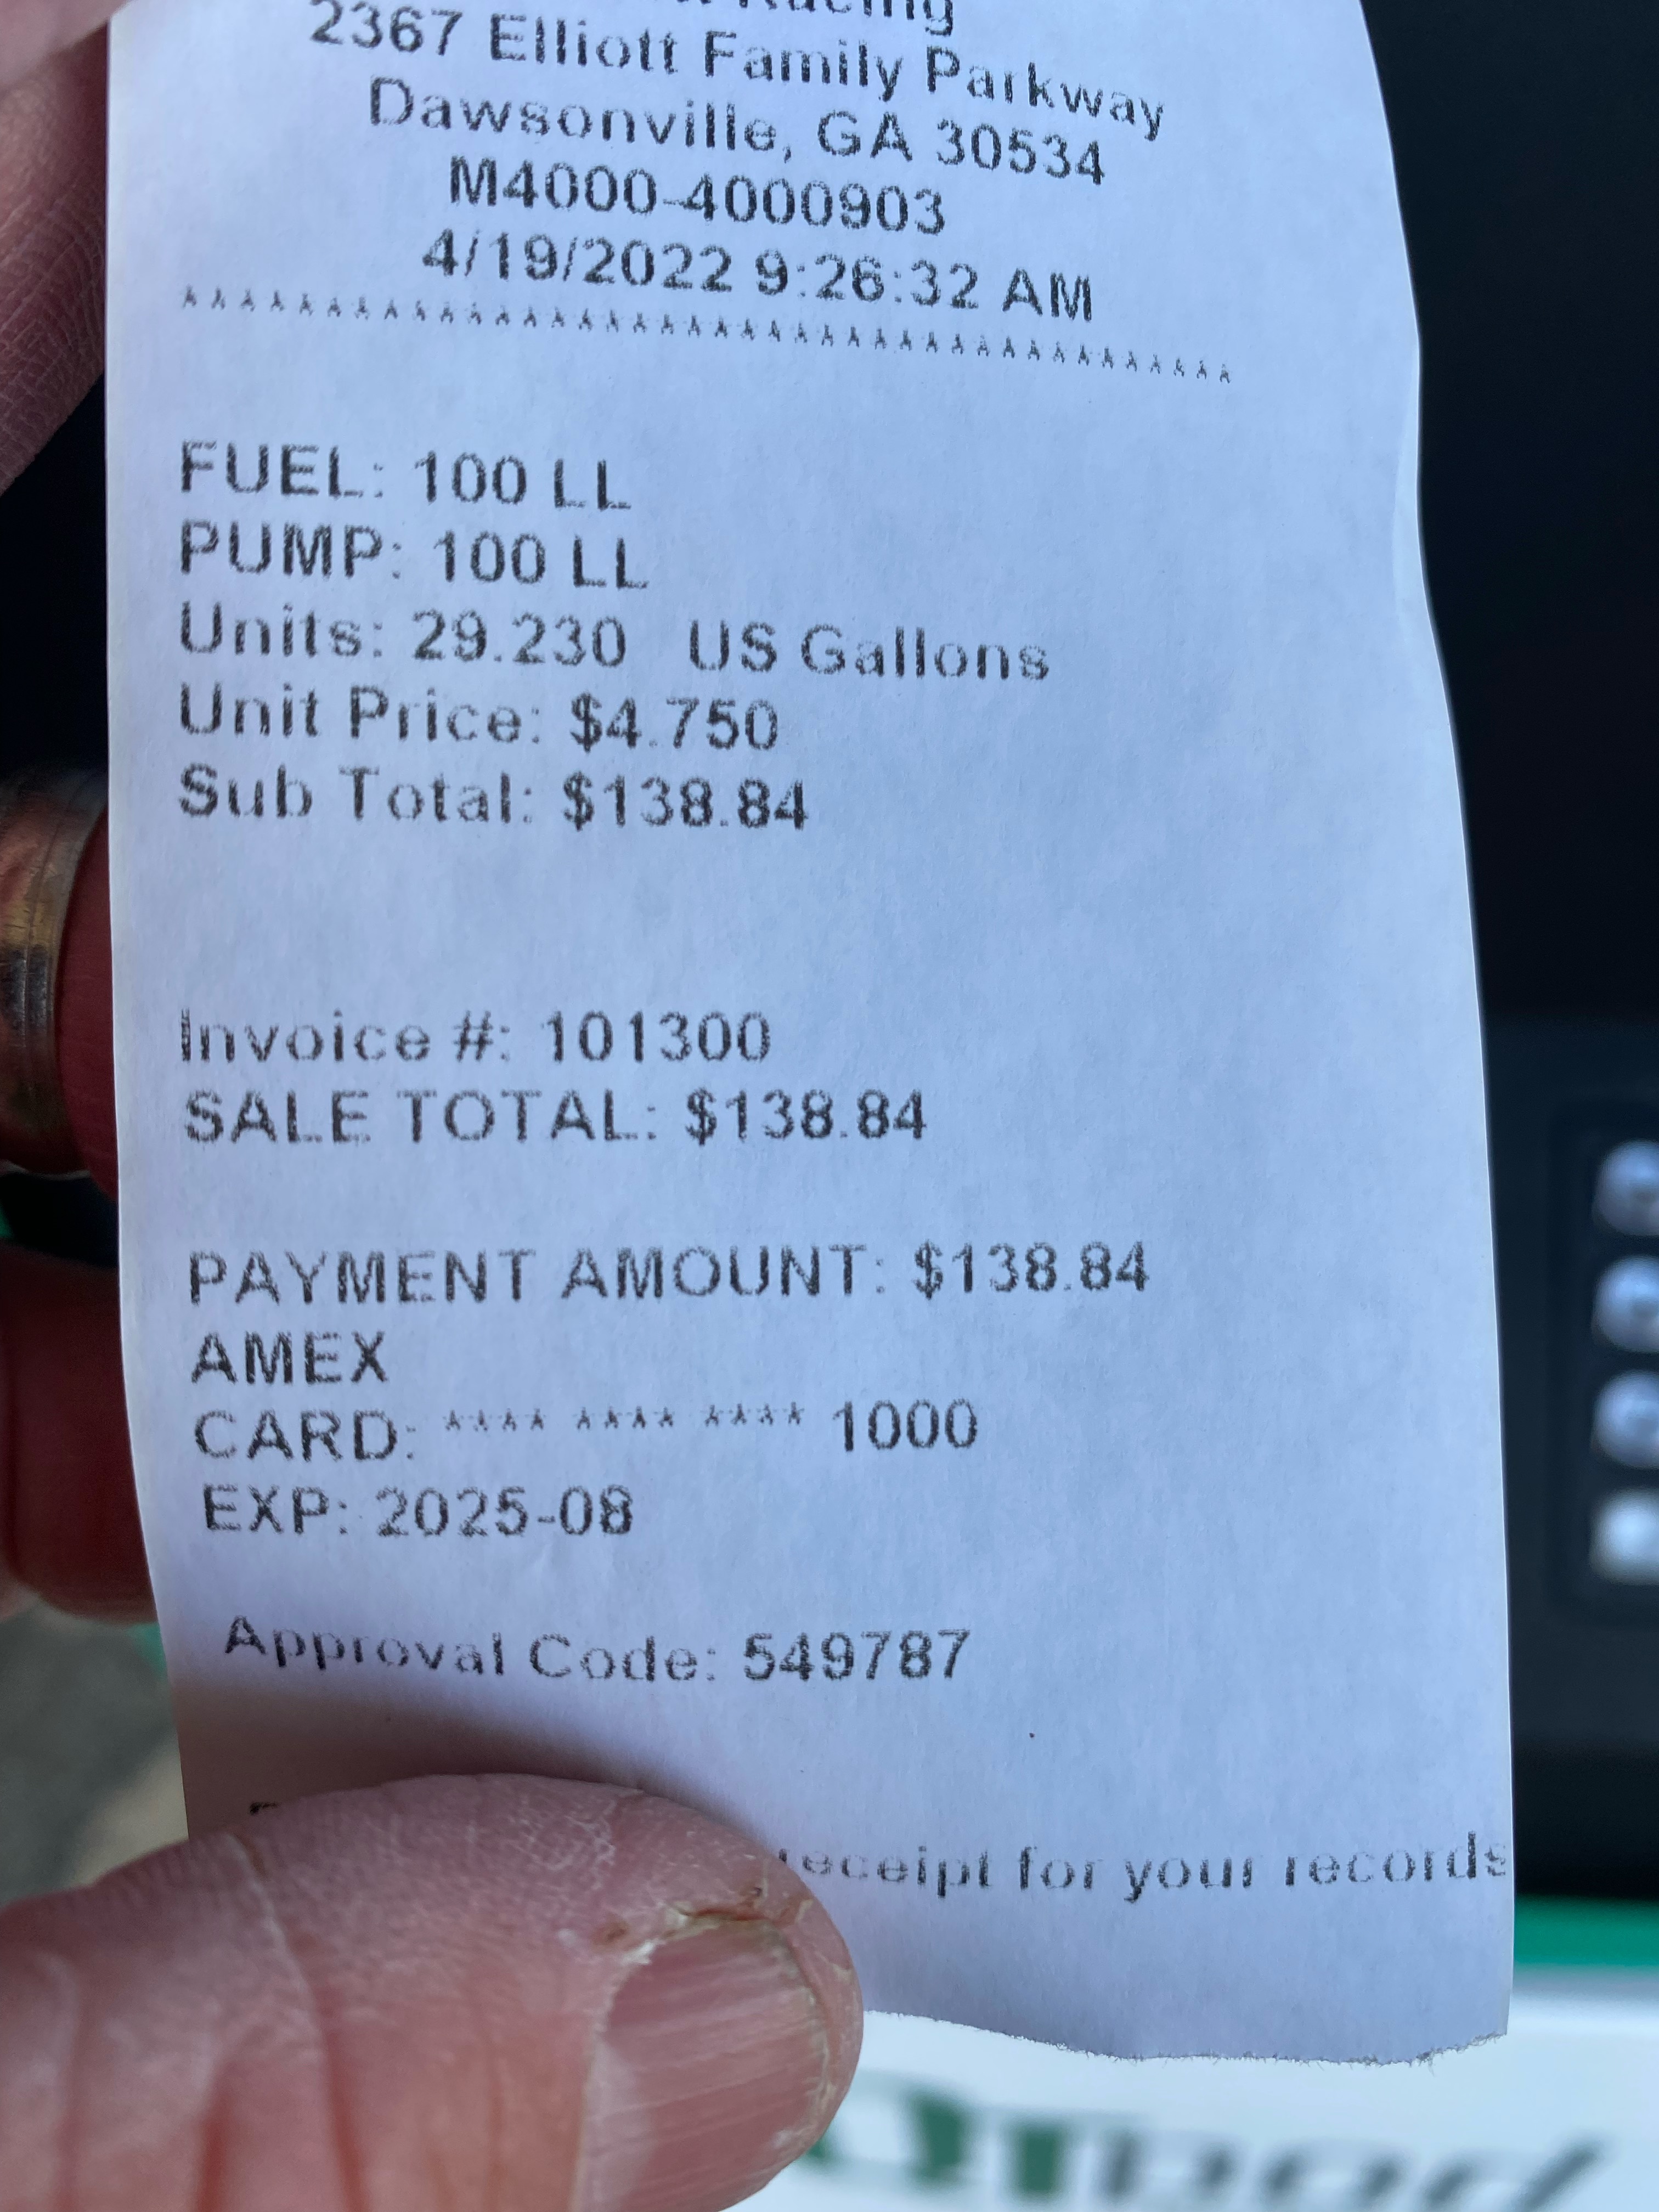 Racing
2367 Elliott Family Parkway
Dawsonville, GA 30534
M4000-4000903
4/19/2022 9:26:32 AM
****************************************
FUEL: 100 LL
PUMP: 100 LL
Units: 29.230 US Gallons
Unit Price: $4.750
Sub Total: $138.84
Invoice #: 101300
SALE TOTAL: $138.84
PAYMENT AMOUNT: $138.84
AMEX
CARD: **** **** **** 1000
EXP: 2025-08
Approval Code: 549787
receipt for your records